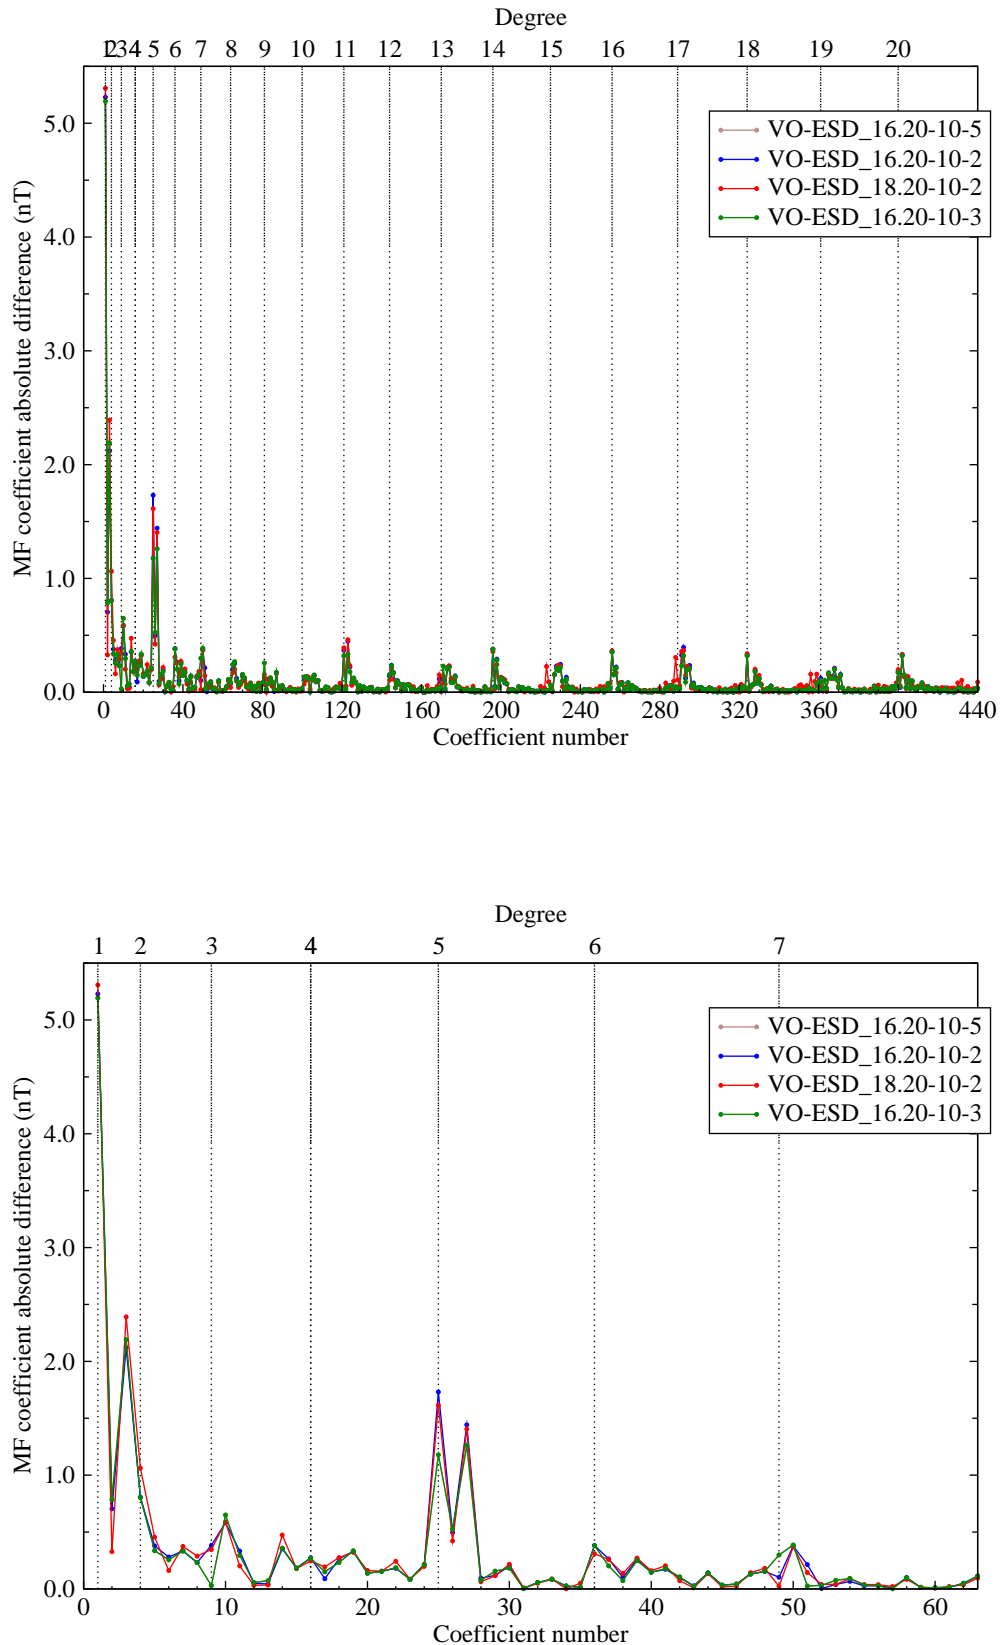 Degree
1 2 3 4 5 6 7 8 9 10 11 12 13 14 15 16 17 18 19 20
MF coefficient absolute difference (nT)
5.0
4.0
3.0
2.0
1.0
0.0
VO-ESD_16.20-10-5
VO-ESD_16.20-10-2
VO-ESD_18.20-10-2
VO-ESD_16.20-10-3
0 40 80 120 160 200 240 280 320 360 400 440
Coefficient number
Degree
1 2 3 4 5 6 7
MF coefficient absolute difference (nT)
5.0
4.0
3.0
2.0
1.0
0.0
VO-ESD_16.20-10-5
VO-ESD_16.20-10-2
VO-ESD_18.20-10-2
VO-ESD_16.20-10-3
0 10 20 30 40 50 60
Coefficient number